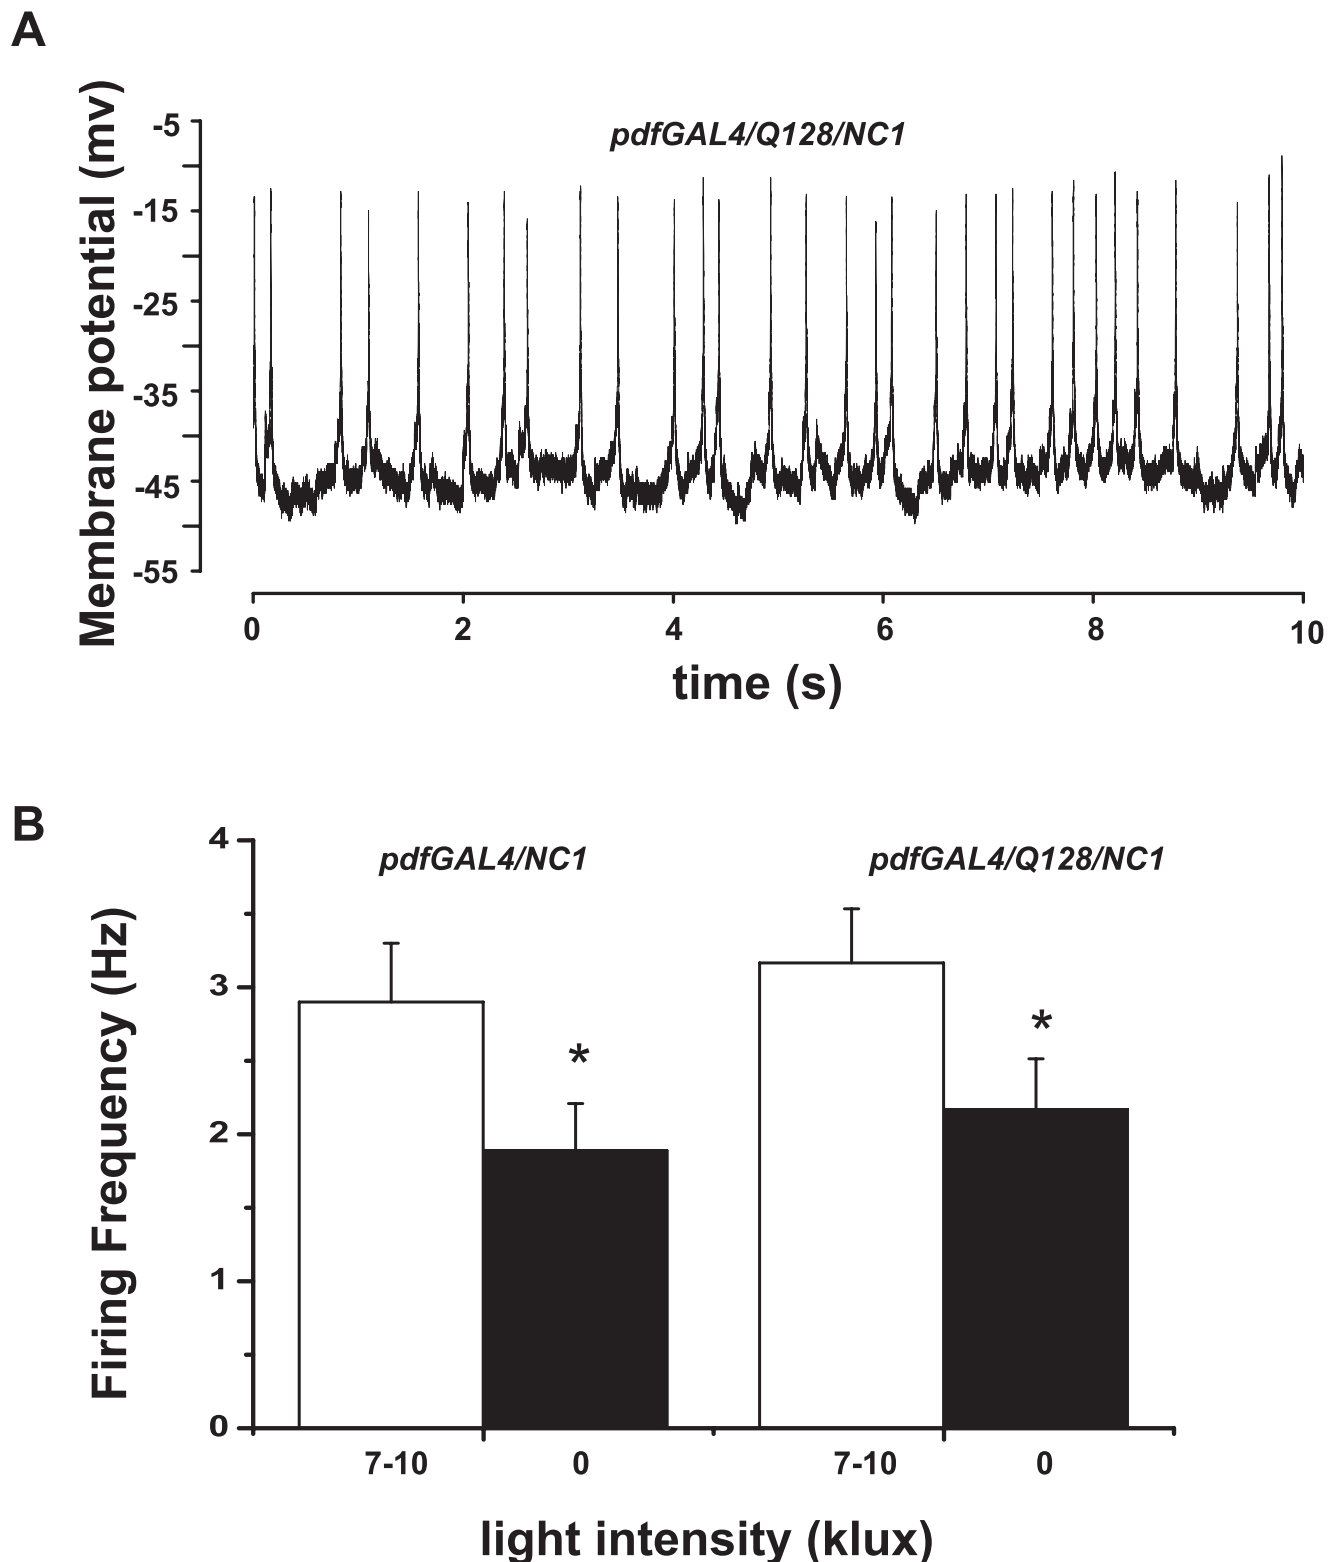 A
pdfGAL4/Q128/NC1
Membrane potential (mv)
-5
-15
-25
-35
-45
-55
0 2 4 6 8 10
time (s)
B
pdfGAL4/NC1 pdfGAL4/Q128/NC1
Firing Frequency (Hz)
4
3
2
1
0
* *
7-10 0 7-10 0
light intensity (klux)